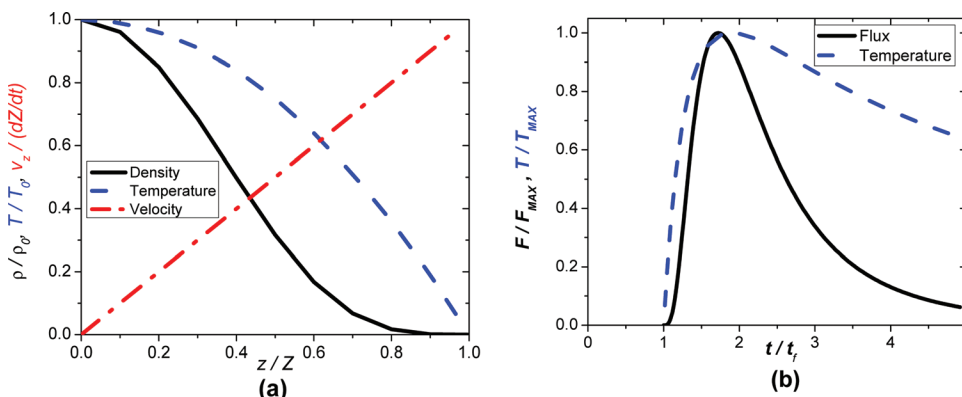 ρ / ρ0, T / T0, vz / (dZ/dt)
1.0
0.8
0.6
0.4
0.2
0.0
Density
Temperature
Velocity
0.0 0.2 0.4 0.6 0.8 1.0
z / Z
(a)
F / FMAX , T / TMAX
1.0
0.8
0.6
0.4
0.2
0.0
Flux
Temperature
0 1 2 3 4
t / tf
(b)